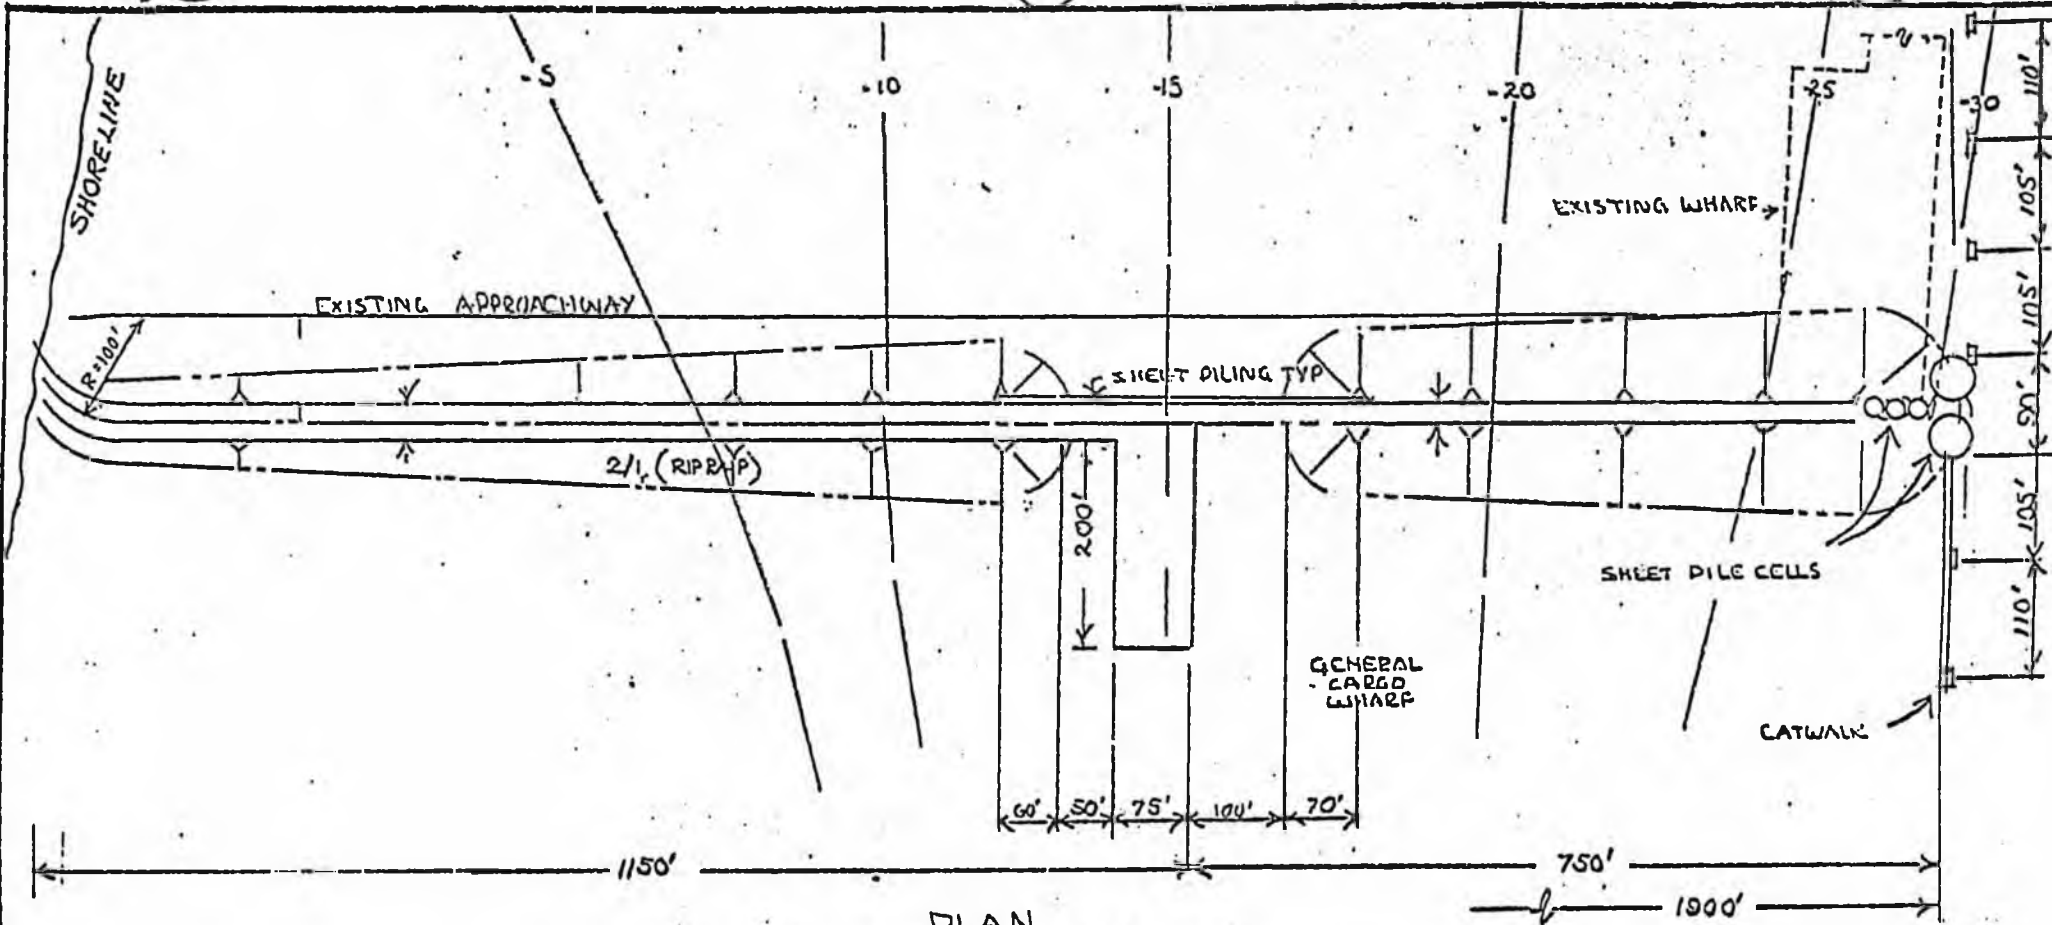 -5
-10
-15
-20
-25
-30
110'
SHORELINE
105'
EXISTING WHARF
EXISTING APPROACHWAY
105'
R=100'
SHEET PILING TYP
90'
2/1 (RIPRAP)
200'
105'
SHEET PILE CELLS
110'
GENERAL
CARGO
WHARF
CATWALK
60'
50'
75'
100'
70'
1150'
750'
1900'
PLAN